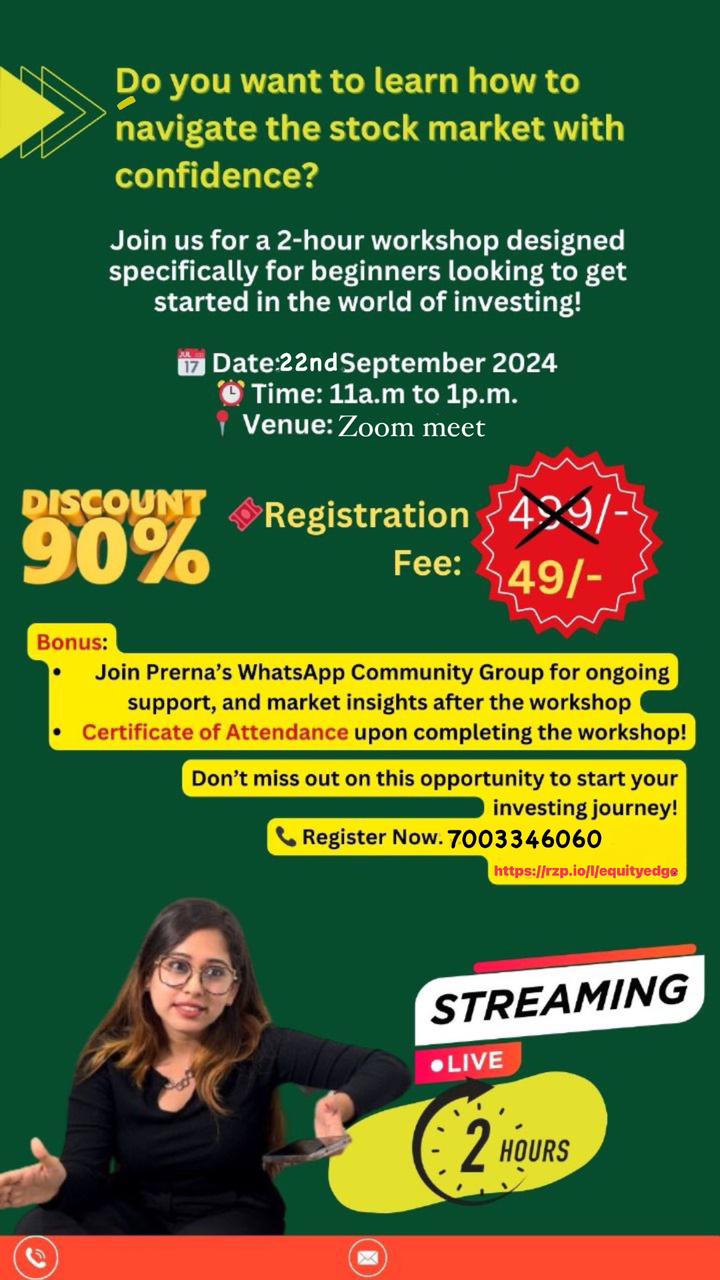 Do you want to learn how to
navigate the stock market with
confidence?
Join us for a 2-hour workshop designed
specifically for beginners looking to get
started in the world of investing!
JUL
17
Date:22ndSeptember 2024
Time: 11a.m to 1p.m.
Venue: Zoom meet
DISCOUNT
90%
Registration
Fee:
499/-
49/-
Bonus:
• Join Prerna’s WhatsApp Community Group for ongoing
support, and market insights after the workshop
• Certificate of Attendance upon completing the workshop!
Don’t miss out on this opportunity to start your
investing journey!
Register Now. 7003346060
https://rzp.io/l/equityedge
STREAMING
LIVE
2 HOURS